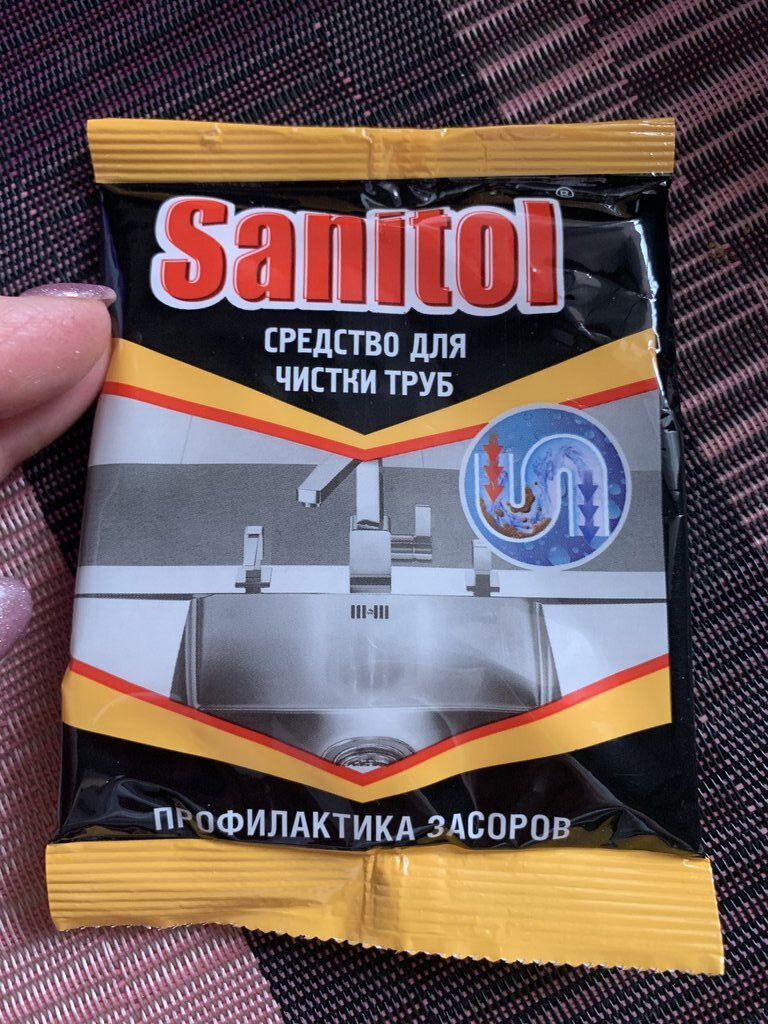 Sanitol®
СРЕДСТВО ДЛЯ
ЧИСТКИ ТРУБ
ПРОФИЛАКТИКА ЗАСОРОВ